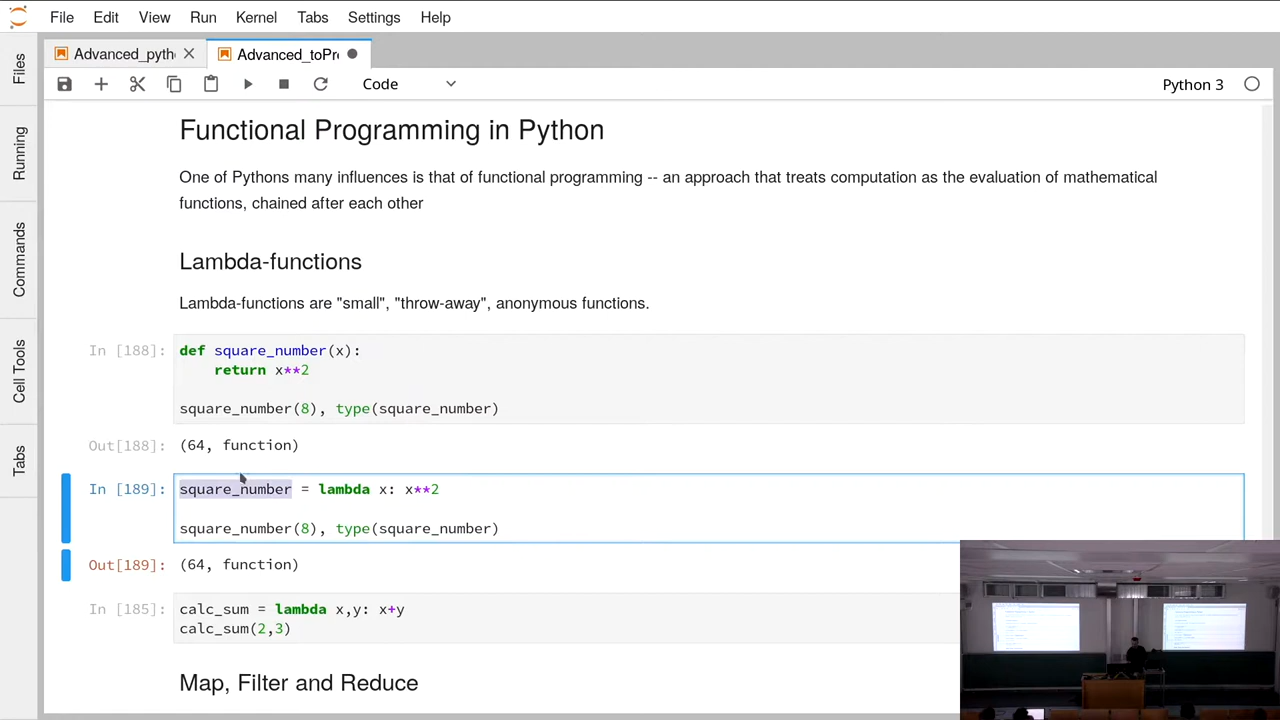 File Edit View Run Kernel Tabs Settings Help
Files
Running
Commands
Cell Tools
Tabs
Advanced_pyth
Advanced_toPr
Code
Python 3
Functional Programming in Python
One of Pythons many influences is that of functional programming -- an approach that treats computation as the evaluation of mathematical
functions, chained after each other
Lambda-functions
Lambda-functions are "small", "throw-away", anonymous functions.
In [188]: def square_number(x):
return x**2
square_number(8), type(square_number)
Out[188]: (64, function)
In [189]: square_number = lambda x: x**2
square_number(8), type(square_number)
Out[189]: (64, function)
In [185]: calc_sum = lambda x,y: x+y
calc_sum(2,3)
Map, Filter and Reduce